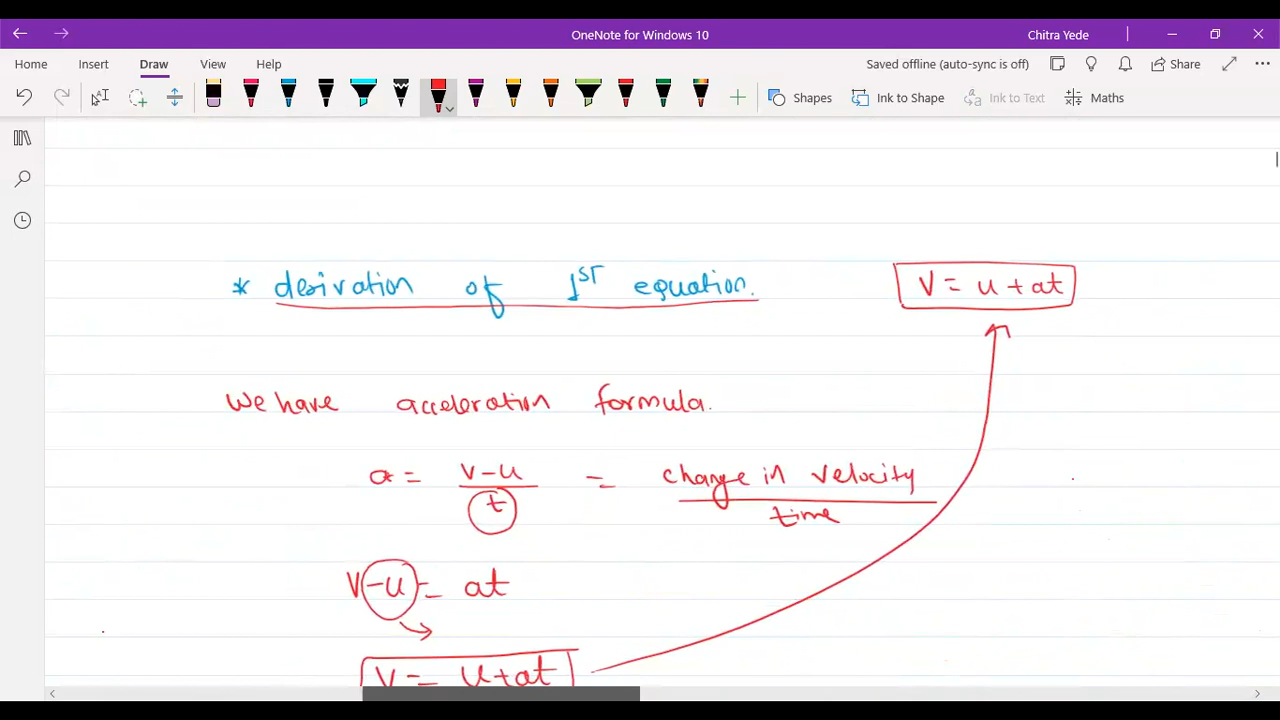 OneNote for Windows 10
Chitra Yede
Home Insert Draw View Help
Saved offline (auto-sync is off)
Share
Shapes Ink to Shape Ink to Text Maths
* derivation of 1ST equation.
V = u + at
We have acceleration formula.
a = v-u / t = change in velocity / time
V-u = at
V = u+at